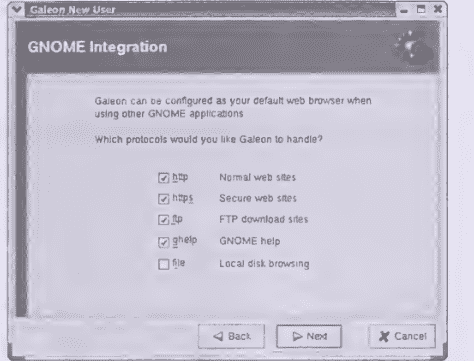 Galeon New User
GNOME Integration
Galeon can be configured as your default web browser when
using other GNOME applications
Which protocols would you like Galeon to handle?
http Normal web sites
https Secure web sites
ftp FTP download sites
ghelp GNOME help
file Local disk browsing
Back Next Cancel